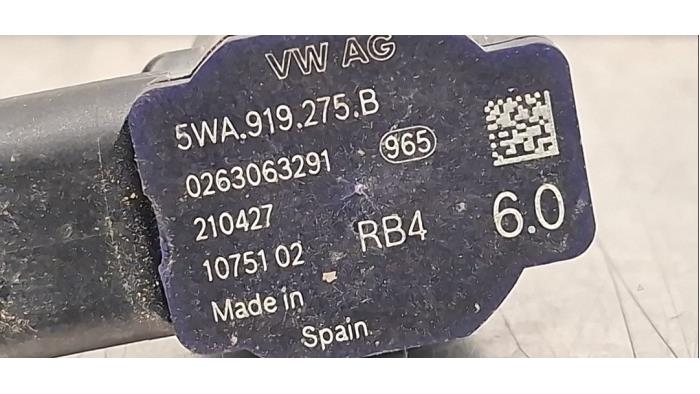 VW AG
5WA.919.275.B
965
0263063291
210427
RB4
6.0
10751 02
Made in
Spain